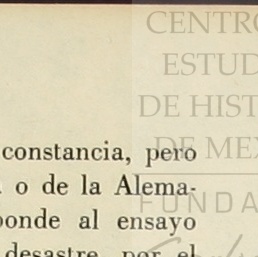 CENTRO
ESTUD
DE HIST
DE MEX
FUNDA
constancia, pero
o de la Alema-
ponde al ensayo
desastre, por el